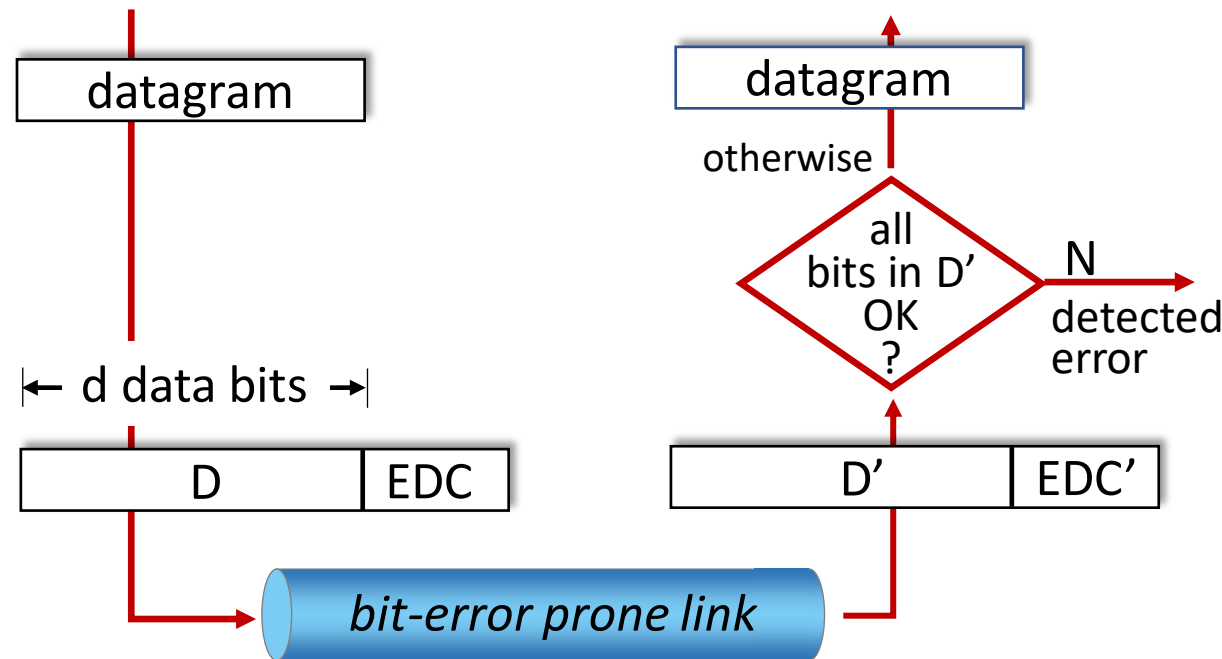 datagram
d data bits
D
EDC
bit-error prone link
datagram
otherwise
all
bits in D’
OK
?
N
detected
error
D’
EDC’